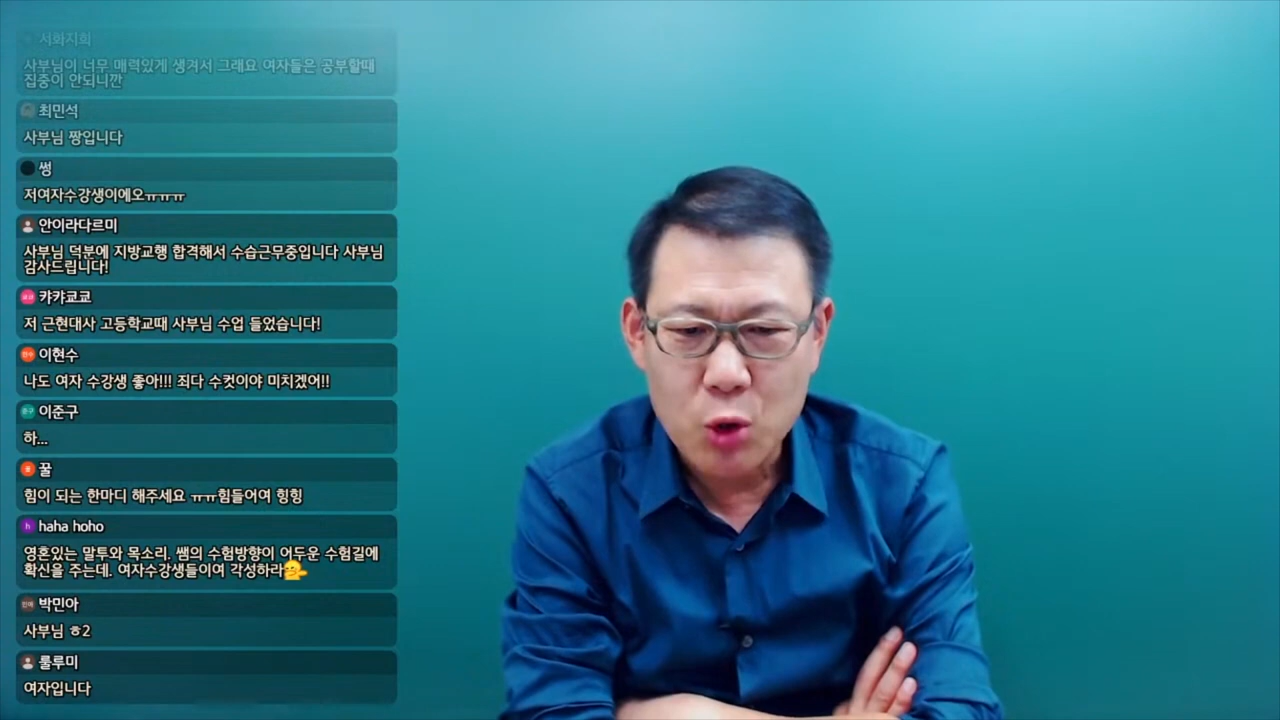 서화지희
사부님이 너무 매력있게 생겨서 그래요 여자들은 공부할때
집중이 안되니깐
최민석
사부님 짱입니다
썽
저여자수강생이에오ㅠㅠㅠ
안이라다르미
사부님 덕분에 지방교행 합격해서 수습근무중입니다 사부님
감사드립니다!
캬캬쿄쿄
저 근현대사 고등학교때 사부님 수업 들었습니다!
이현수
나도 여자 수강생 좋아!!! 죄다 수컷이야 미치겠어!!
이준구
하...
꿀
힘이 되는 한마디 해주세요 ㅠㅠ힘들어여 힝힝
h haha hoho
영혼있는 말투와 목소리. 쌤의 수험방향이 어두운 수험길에
확신을 주는데. 여자수강생들이여 각성하라
박민아
사부님 ㅎ2
룰루미
여자입니다